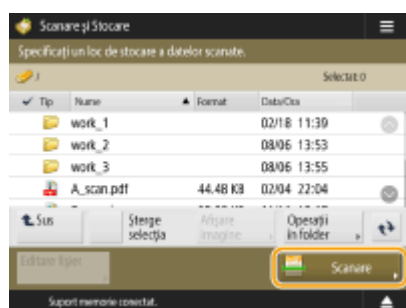 Scanare și Stocare
Specificați un loc de stocare a datelor scanate.
/ Selectat: 0
Tip Nume Format Data/Ora
work_1 02/18 11:39
work_2 08/06 13:53
work_3 08/06 13:55
A_scan.pdf 44.48 KB 02/04 22:04
Sus Șterge selecția Afișare imagine Operații în folder
Editare fișier Scanare
Suport memorie conectat.